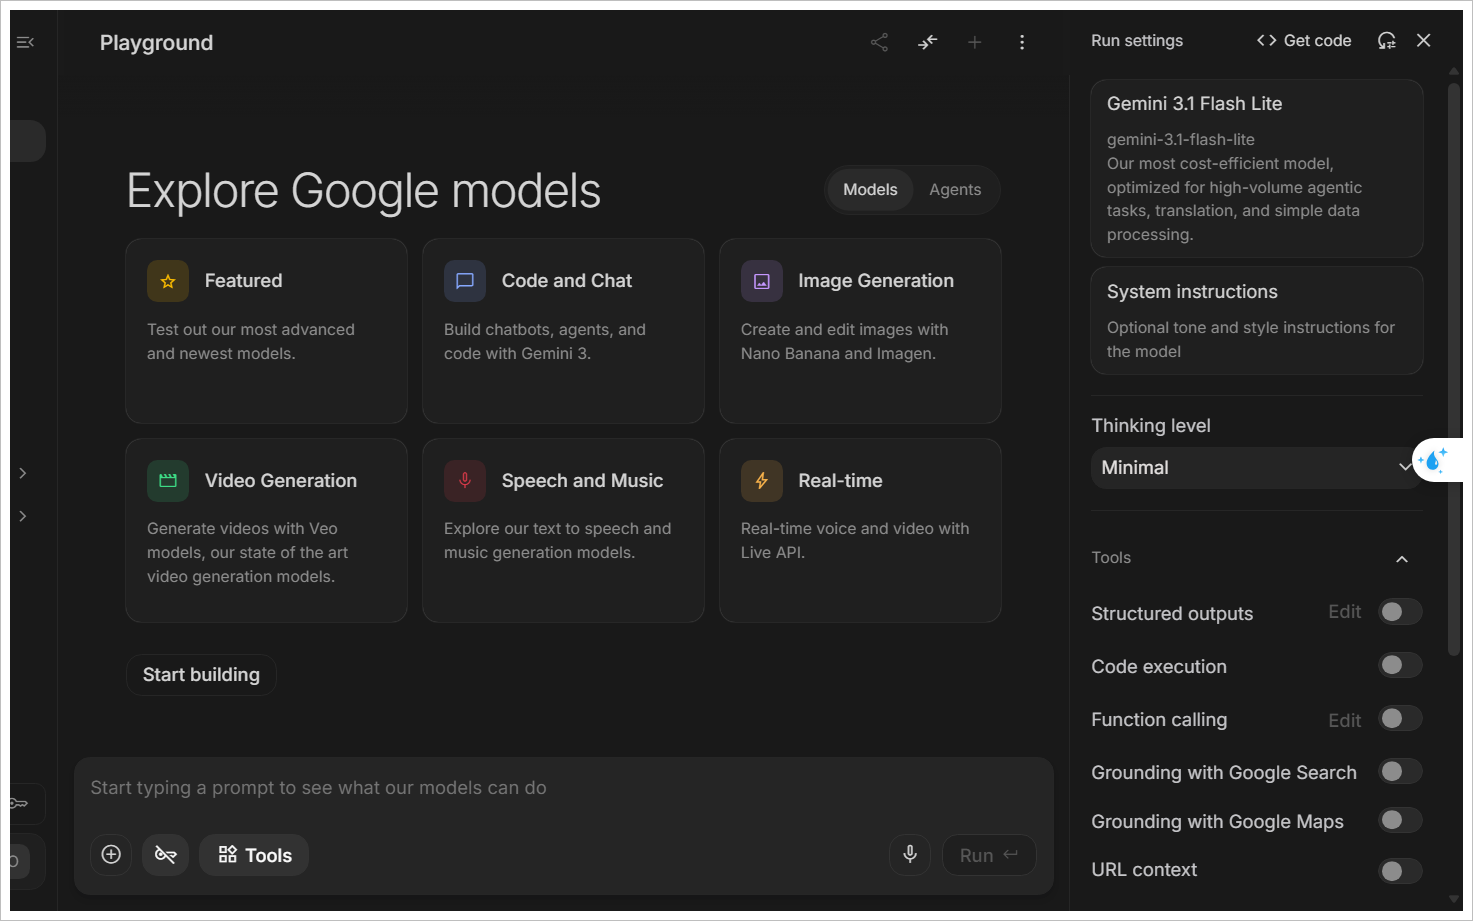 Playground
Explore Google models
Models
Agents
Featured
Test out our most advanced
and newest models.
Code and Chat
Build chatbots, agents, and
code with Gemini 3.
Image Generation
Create and edit images with
Nano Banana and Imagen.
Video Generation
Generate videos with Veo
models, our state of the art
video generation models.
Speech and Music
Explore our text to speech and
music generation models.
Real-time
Real-time voice and video with
Live API.
Start building
Start typing a prompt to see what our models can do
Tools
Run
Run settings
Get code
Gemini 3.1 Flash Lite
gemini-3.1-flash-lite
Our most cost-efficient model,
optimized for high-volume agentic
tasks, translation, and simple data
processing.
System instructions
Optional tone and style instructions for
the model
Thinking level
Minimal
Tools
Structured outputs
Edit
Code execution
Function calling
Edit
Grounding with Google Search
Grounding with Google Maps
URL context